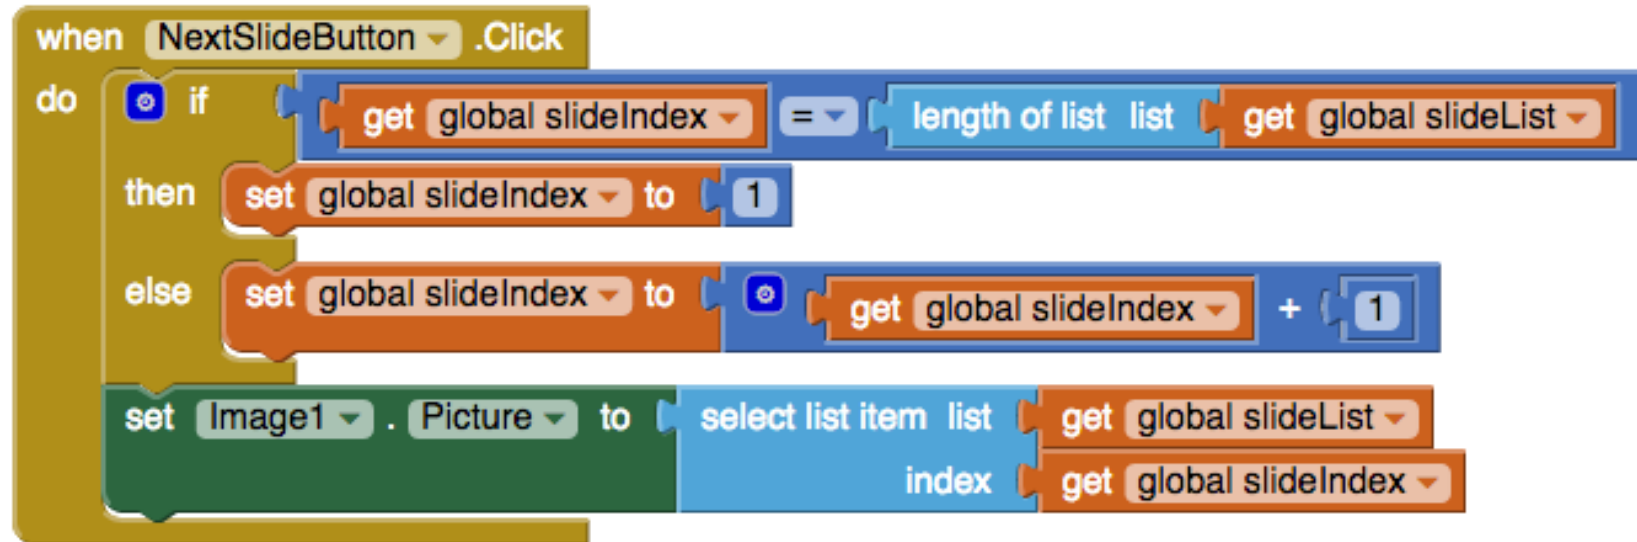 when NextSlideButton .Click
do if get global slideIndex = length of list list get global slideList
then set global slideIndex to 1
else set global slideIndex to get global slideIndex + 1
set Image1 . Picture to select list item list get global slideList
index get global slideIndex